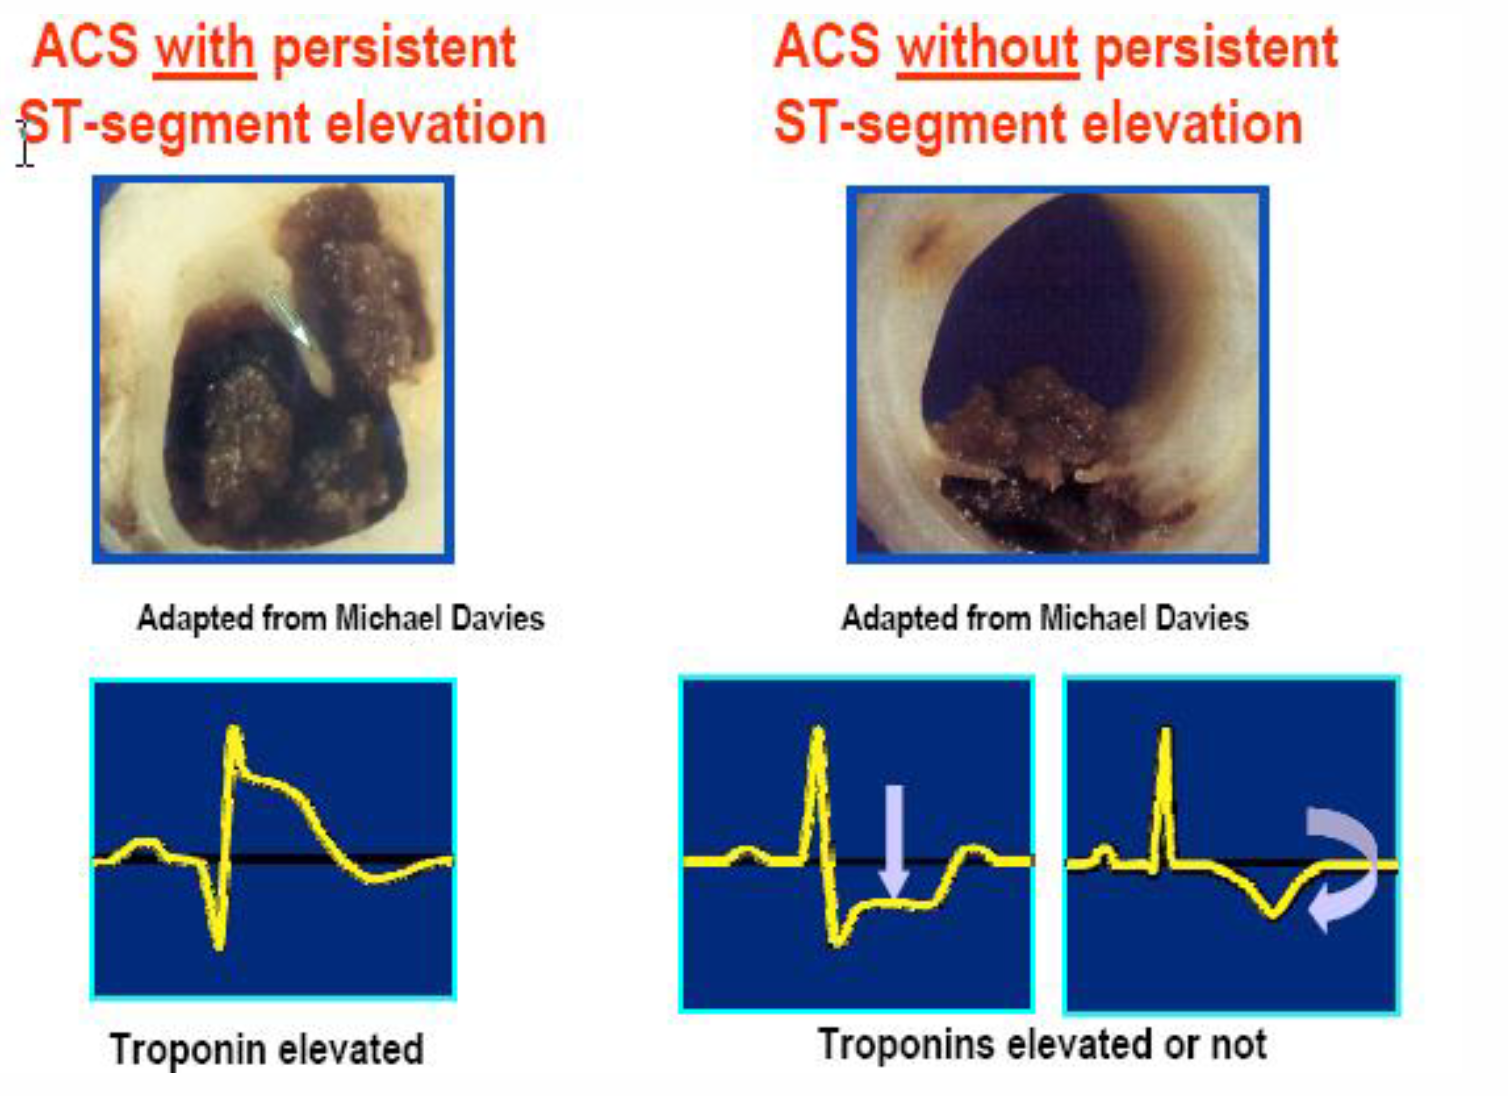 ACS with persistent
ST-segment elevation
ACS without persistent
ST-segment elevation
Adapted from Michael Davies
Adapted from Michael Davies
Troponin elevated
Troponins elevated or not